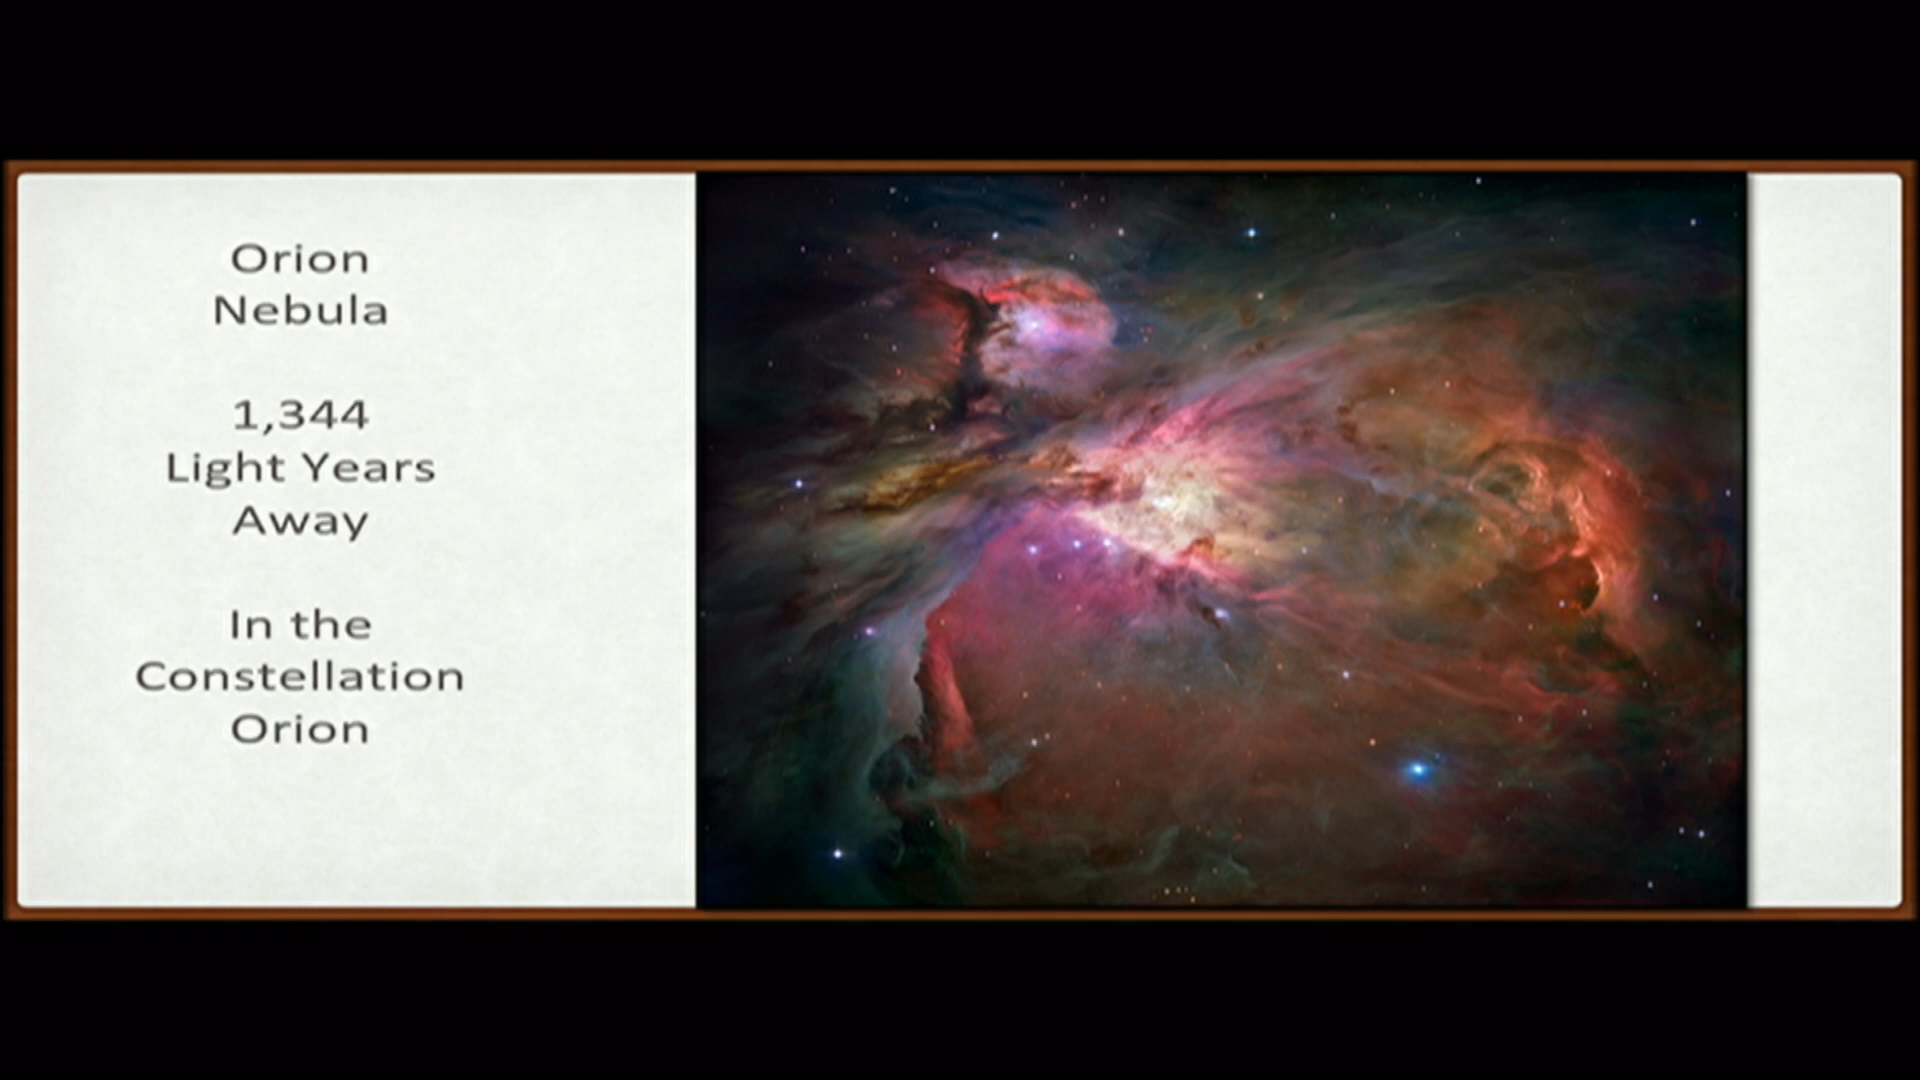 Orion
Nebula
1,344
Light Years
Away
In the
Constellation
Orion